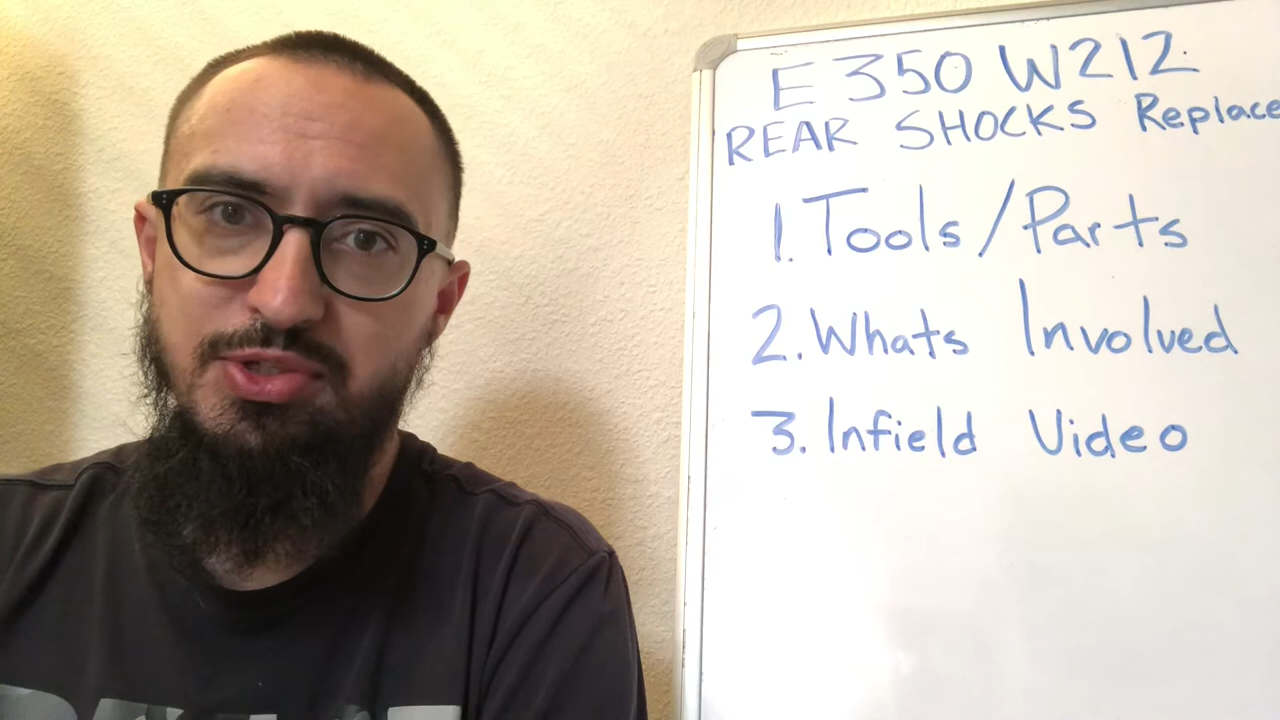 E350 W212
REAR SHOCKS Replace
1. Tools/Parts
2. Whats Involved
3. Infield Video